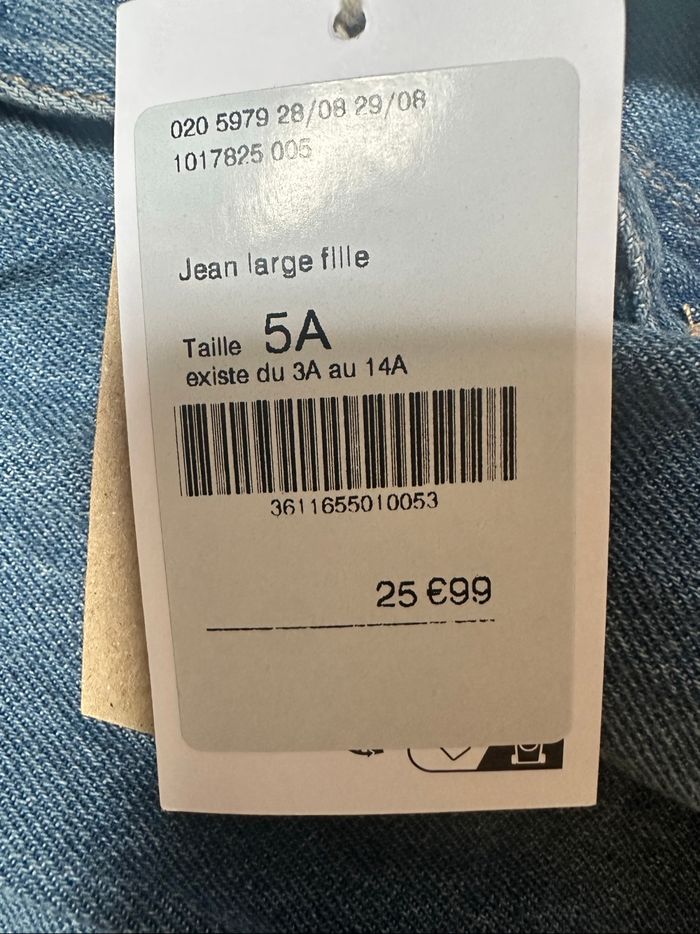 020 5979 28/08 29/08
1017825 005
Jean large fille
Taille 5A
existe du 3A au 14A
3611655010053
25 €99